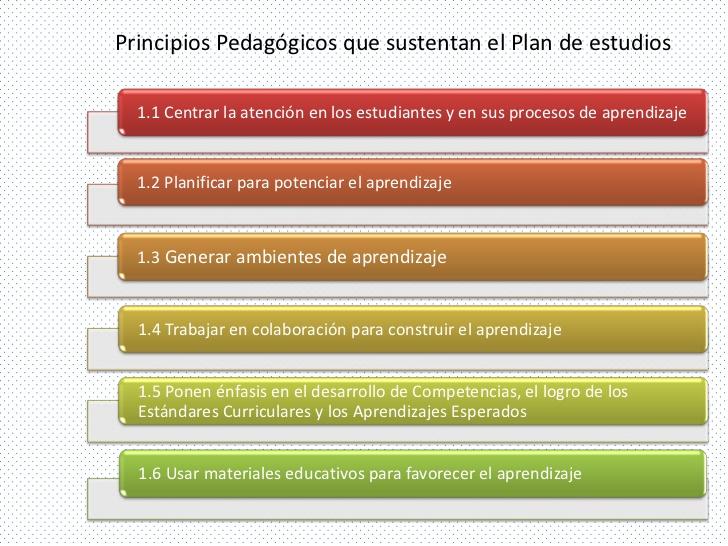 Principios Pedagógicos que sustentan el Plan de estudios
1.1 Centrar la atención en los estudiantes y en sus procesos de aprendizaje
1.2 Planificar para potenciar el aprendizaje
1.3 Generar ambientes de aprendizaje
1.4 Trabajar en colaboración para construir el aprendizaje
1.5 Ponen énfasis en el desarrollo de Competencias, el logro de los
Estándares Curriculares y los Aprendizajes Esperados
1.6 Usar materiales educativos para favorecer el aprendizaje